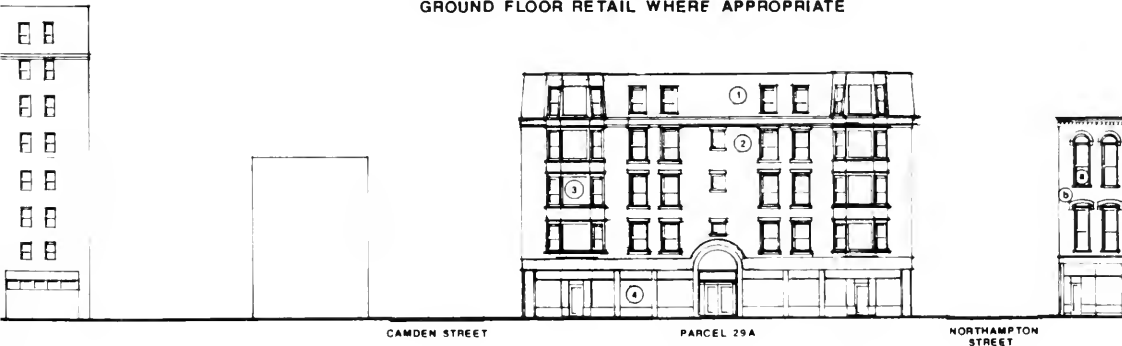 GROUND FLOOR RETAIL WHERE APPROPRIATE
1
2
3
4
a
b
CAMDEN STREET
PARCEL 29A
NORTHAMPTON
STREET